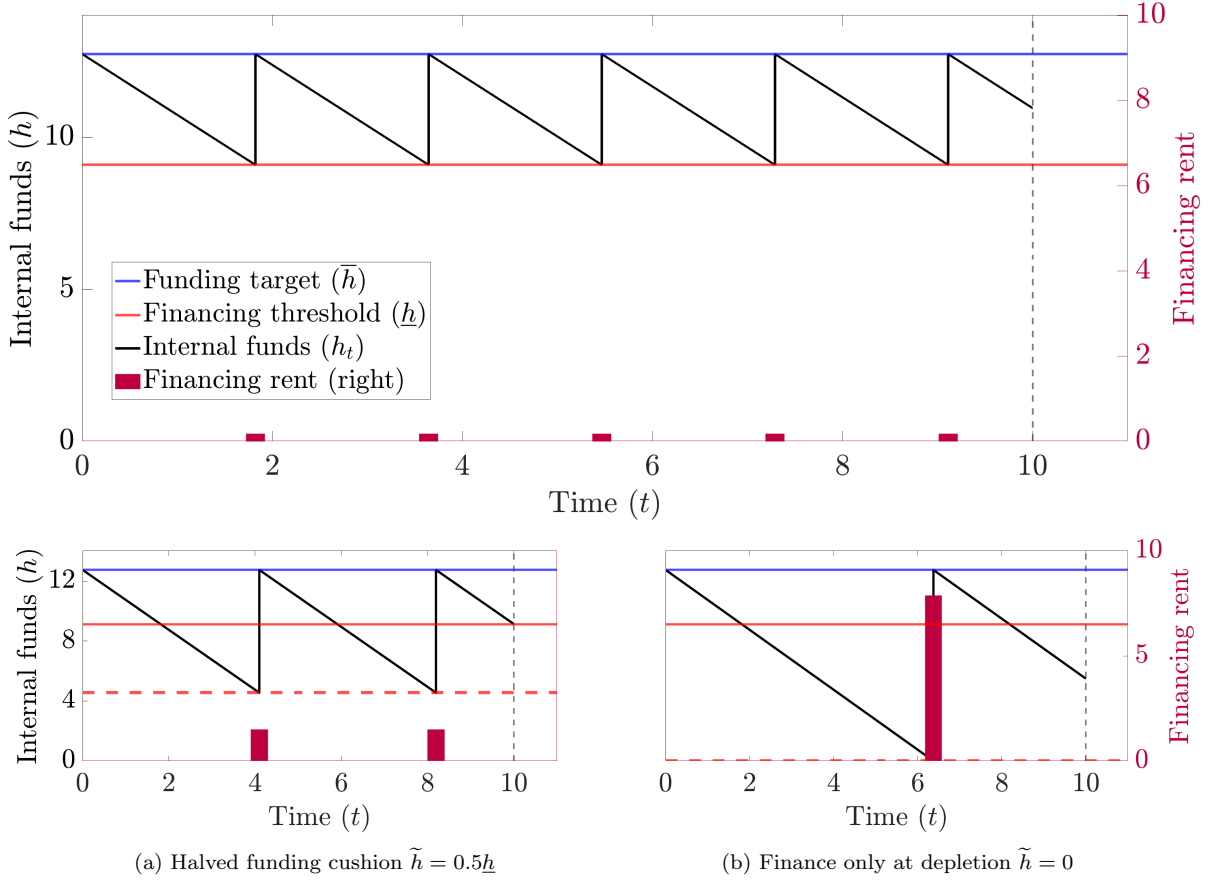 10
8
6
4
2
0
Financing rent
10
5
0
Internal funds (h)
Funding target (h̅)
Financing threshold (h̲)
Internal funds (hₜ)
Financing rent (right)
0 2 4 6 8 10
Time (t)
12
8
4
0
Internal funds (h)
0 2 4 6 8 10
Time (t)
(a) Halved funding cushion h̃ = 0.5h̲
10
5
0
Financing rent
0 2 4 6 8 10
Time (t)
(b) Finance only at depletion h̃ = 0